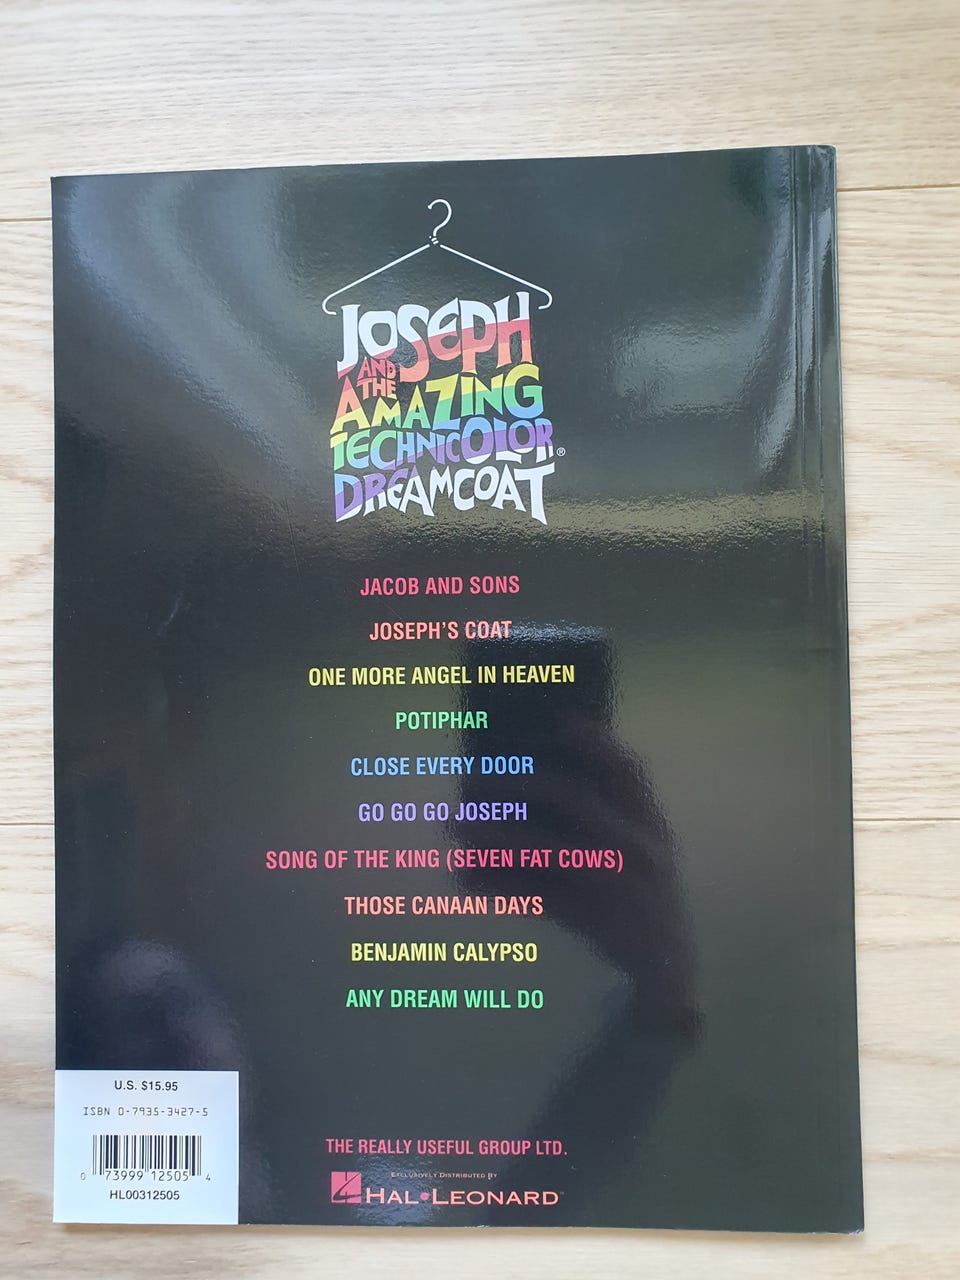 JOSEPH
AND
THE
AMAZING
TECHNICOLOR®
DREAMCOAT
JACOB AND SONS
JOSEPH'S COAT
ONE MORE ANGEL IN HEAVEN
POTIPHAR
CLOSE EVERY DOOR
GO GO GO JOSEPH
SONG OF THE KING (SEVEN FAT COWS)
THOSE CANAAN DAYS
BENJAMIN CALYPSO
ANY DREAM WILL DO
U.S. $15.95
ISBN 0-7935-3427-5
0 73999 12505 4
HL00312505
THE REALLY USEFUL GROUP LTD.
EXCLUSIVELY DISTRIBUTED BY
HAL•LEONARD™